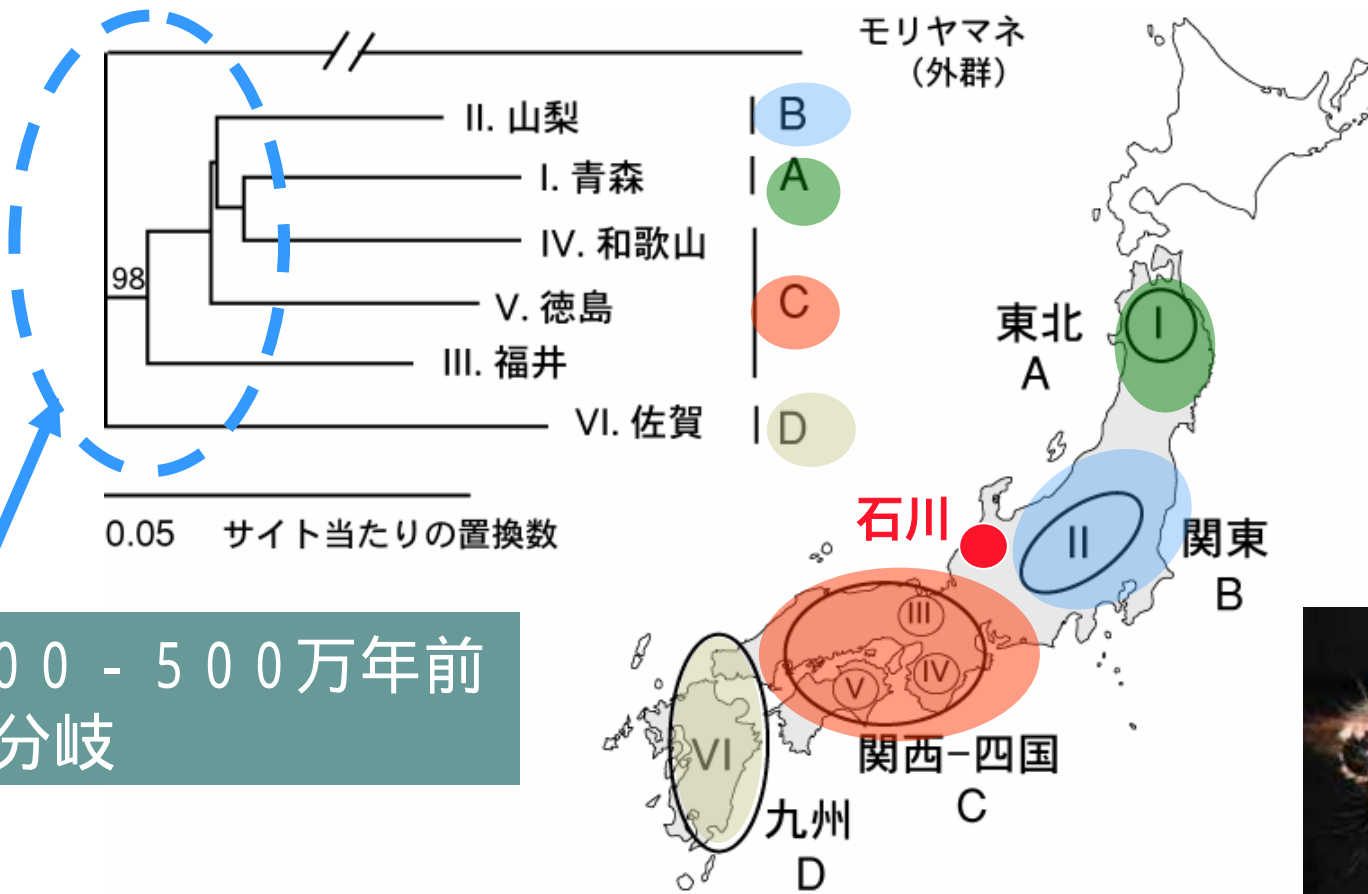 モリヤマネ
（外群）
II. 山梨
B
I. 青森
A
IV. 和歌山
98
V. 徳島
C
III. 福井
VI. 佐賀
D
0.05 サイト当たりの置換数
００-５００万年前
分岐
東北
A
I
石川
II
関東
B
III
IV
V
関西−四国
C
VI
九州
D